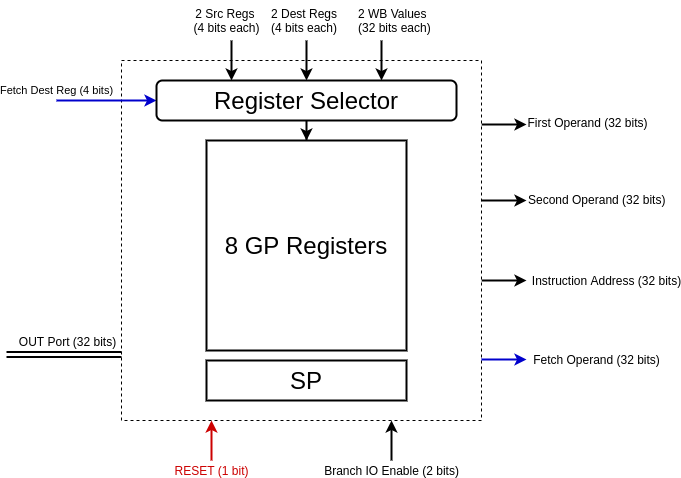 2 Src Regs
(4 bits each)
2 Dest Regs
(4 bits each)
2 WB Values
(32 bits each)
Fetch Dest Reg (4 bits)
Register Selector
First Operand (32 bits)
Second Operand (32 bits)
8 GP Registers
Instruction Address (32 bits)
OUT Port (32 bits)
Fetch Operand (32 bits)
SP
RESET (1 bit)
Branch IO Enable (2 bits)